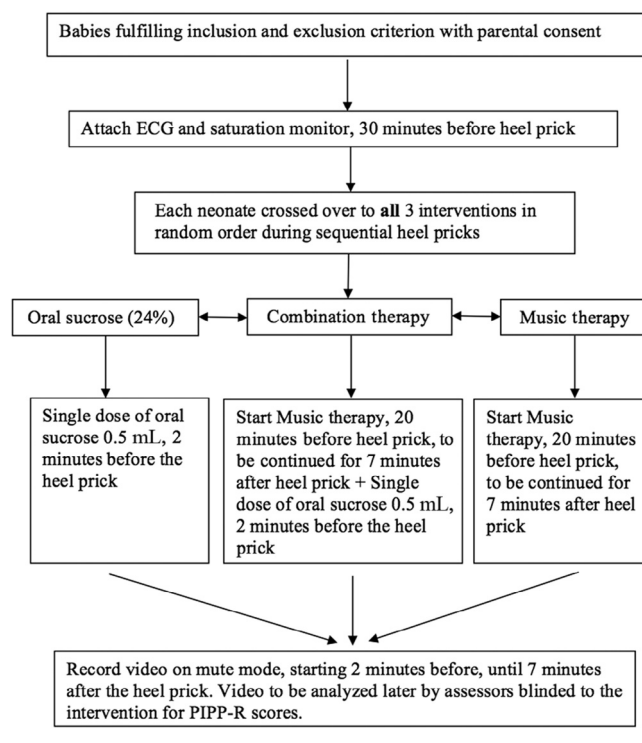 Babies fulfilling inclusion and exclusion criterion with parental consent
Attach ECG and saturation monitor, 30 minutes before heel prick
Each neonate crossed over to all 3 interventions in
random order during sequential heel pricks
Oral sucrose (24%)
Combination therapy
Music therapy
Single dose of oral
sucrose 0.5 mL, 2
minutes before the
heel prick
Start Music therapy, 20
minutes before heel prick, to
be continued for 7 minutes
after heel prick + Single
dose of oral sucrose 0.5 mL,
2 minutes before the heel
prick
Start Music
therapy, 20 minutes
before heel prick,
to be continued for
7 minutes after heel
prick
Record video on mute mode, starting 2 minutes before, until 7 minutes
after the heel prick. Video to be analyzed later by assessors blinded to the
intervention for PIPP-R scores.